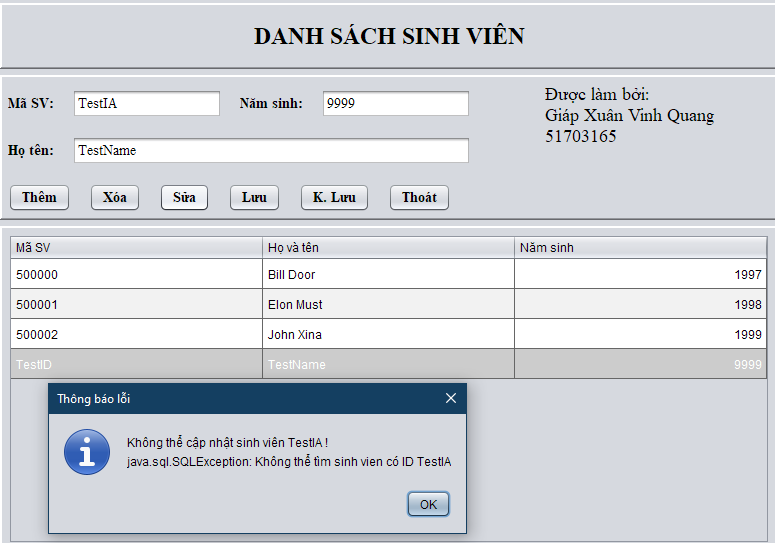 DANH SÁCH SINH VIÊN
Mã SV: TestIA Năm sinh: 9999
Họ tên: TestName
Được làm bởi:
Giáp Xuân Vinh Quang
51703165
Thêm Xóa Sửa Lưu K. Lưu Thoát
Mã SV Họ và tên Năm sinh
500000 Bill Door 1997
500001 Elon Must 1998
500002 John Xina 1999
TestID TestName 9999
Thông báo lỗi
Không thể cập nhật sinh viên TestIA !
java.sql.SQLException: Không thể tìm sinh vien có ID TestIA
OK